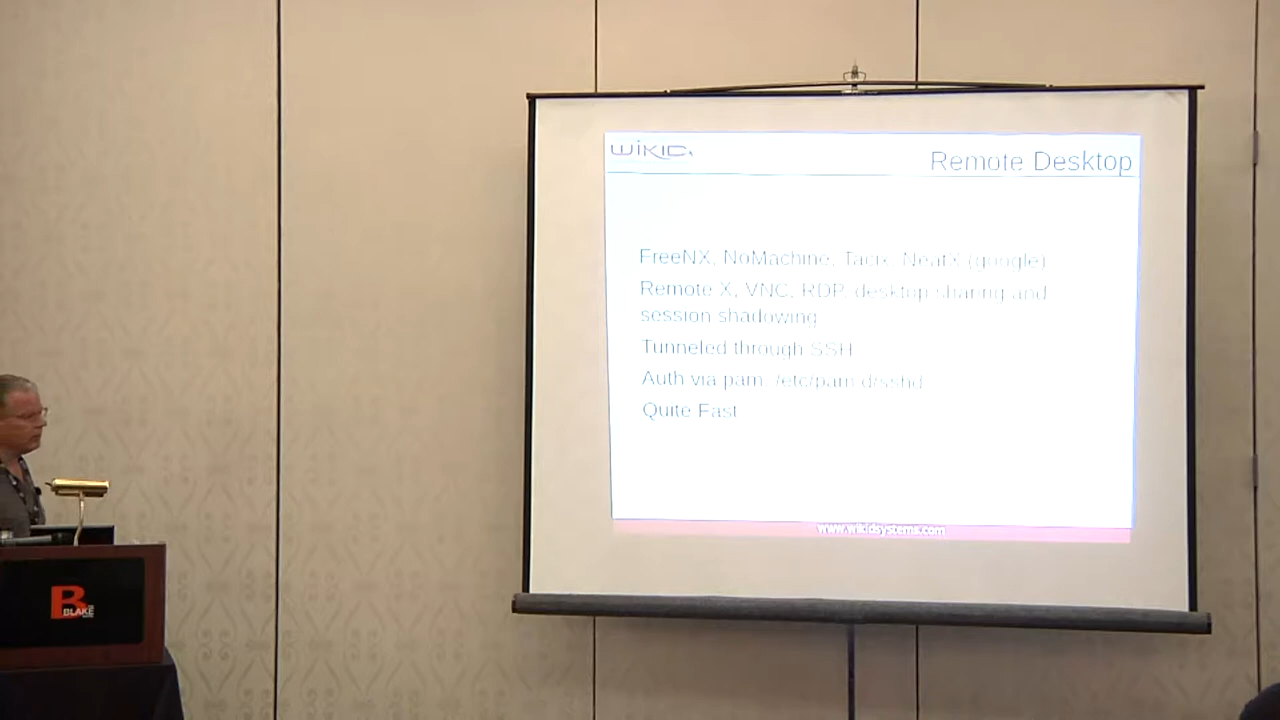 WiKID
Remote Desktop
FreeNX, NoMachine, Tacix, NeatX (google)
Remote X, VNC, RDP, desktop sharing and
session shadowing
Tunneled through SSH
Auth via pam: /etc/pam.d/sshd
Quite Fast
www.wikidsystems.com
B
BLAKE